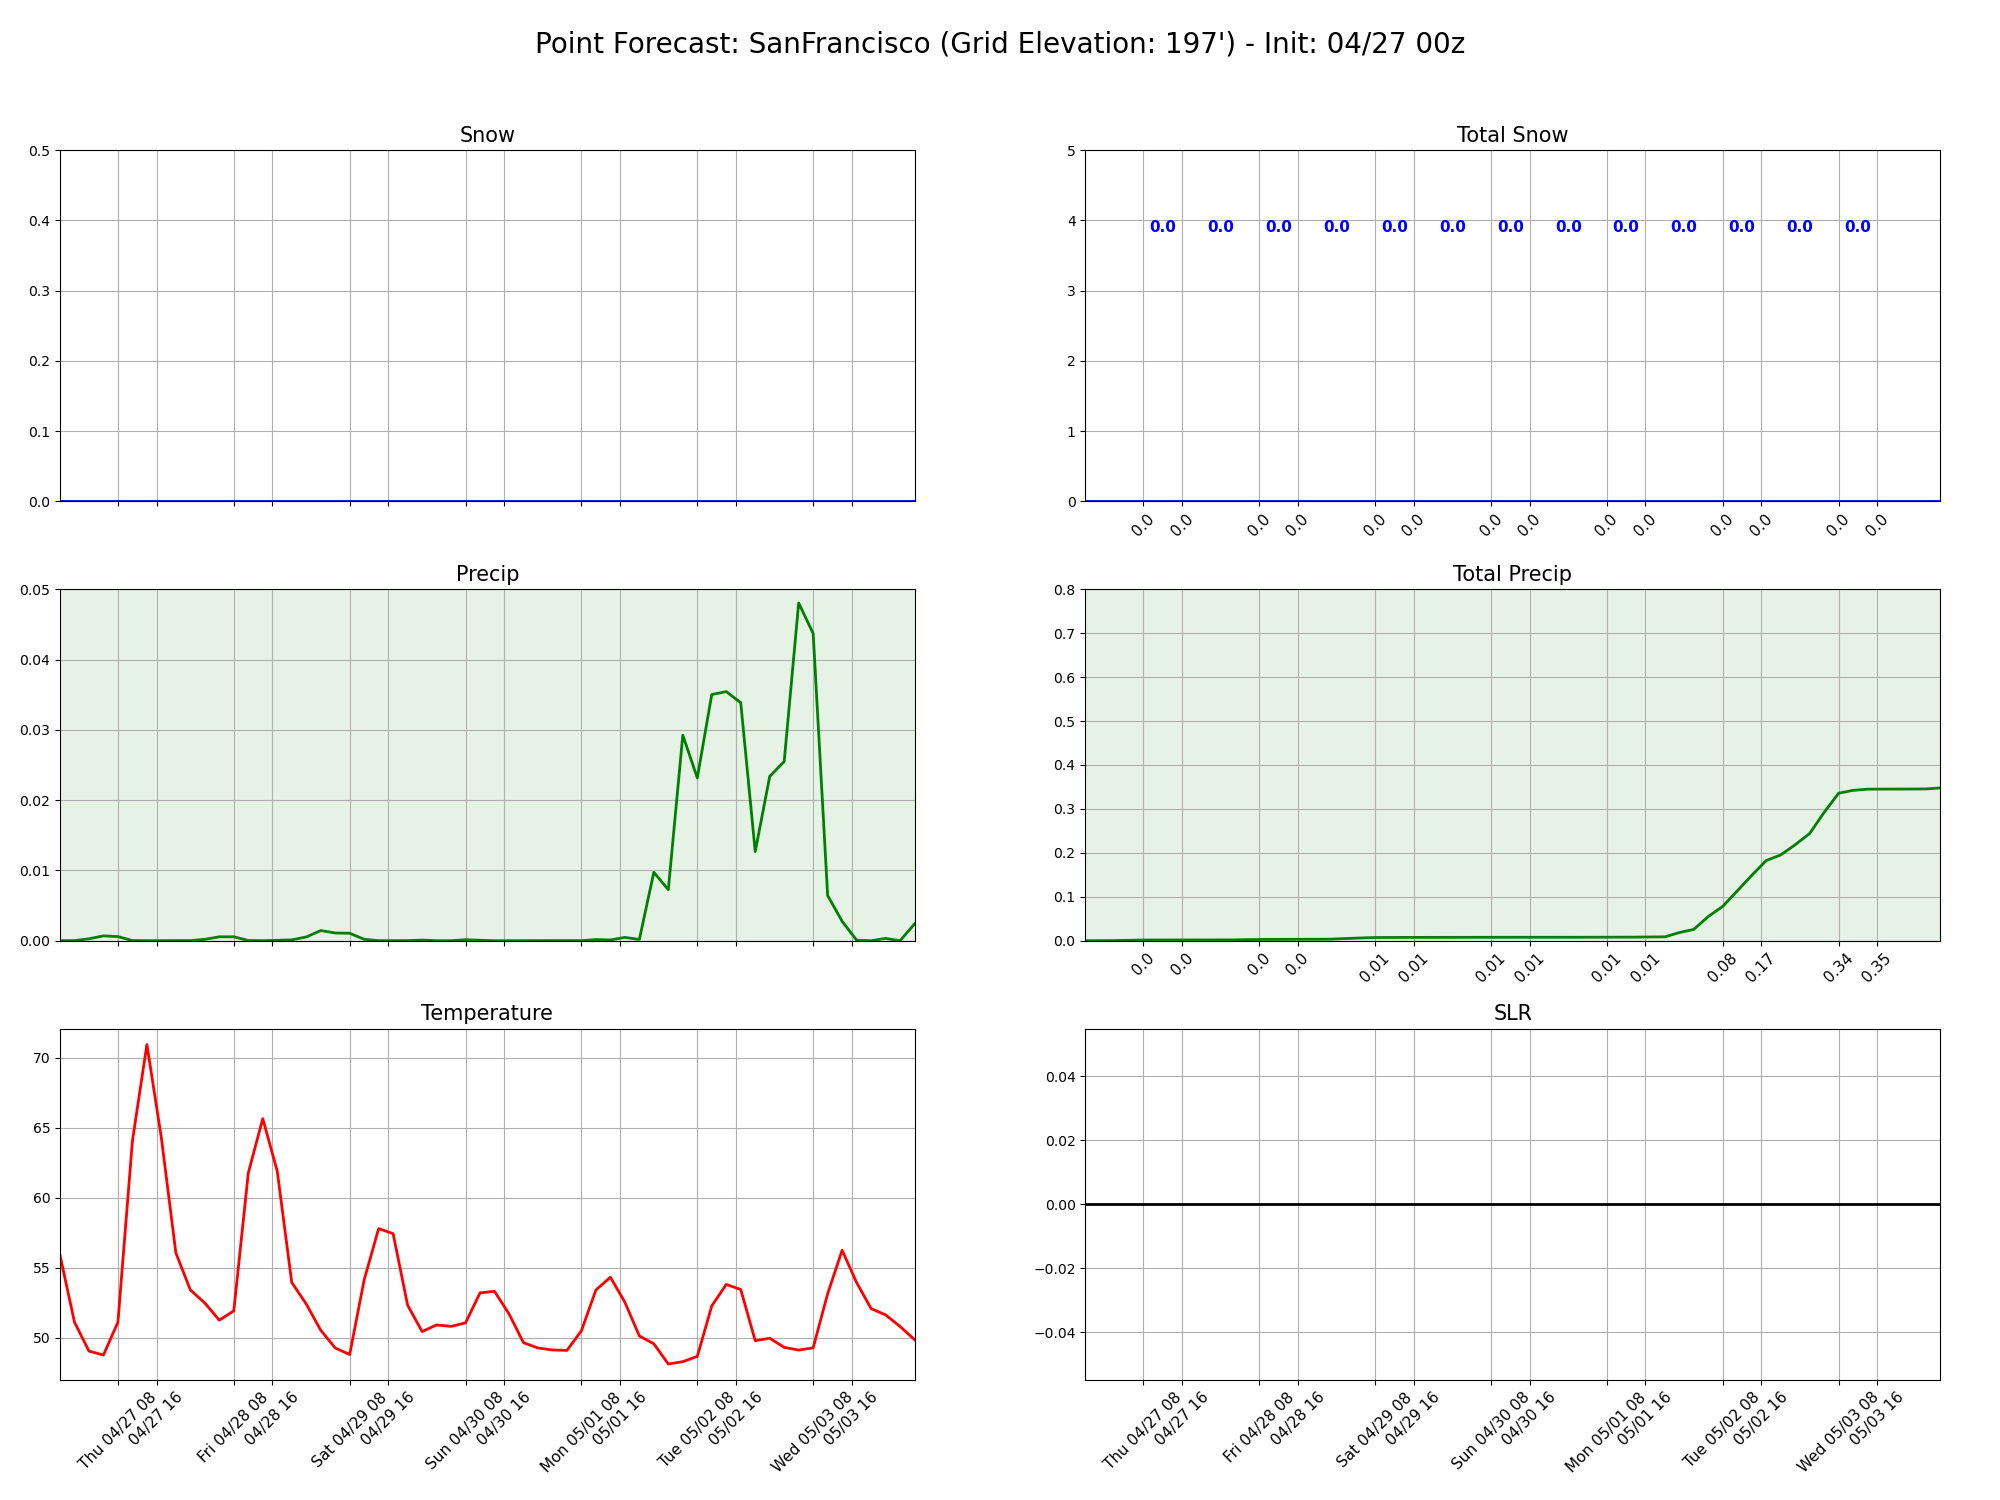 Point Forecast: SanFrancisco (Grid Elevation: 197') - Init: 04/27 00z
Snow
0.5
0.4
0.3
0.2
0.1
0.0
Total Snow
5
4
3
2
1
0
0.0 0.0 0.0 0.0 0.0 0.0 0.0 0.0 0.0 0.0 0.0 0.0 0.0
0.0 0.0 0.0 0.0 0.0 0.0 0.0 0.0 0.0 0.0 0.0 0.0 0.0 0.0
Precip
0.05
0.04
0.03
0.02
0.01
0.00
Total Precip
0.8
0.7
0.6
0.5
0.4
0.3
0.2
0.1
0.0
0.0 0.0 0.0 0.0 0.01 0.01 0.01 0.01 0.01 0.01 0.08 0.17 0.34 0.35
Temperature
70
65
60
55
50
Thu 04/27 08
04/27 16
Fri 04/28 08
04/28 16
Sat 04/29 08
04/29 16
Sun 04/30 08
04/30 16
Mon 05/01 08
05/01 16
Tue 05/02 08
05/02 16
Wed 05/03 08
05/03 16
SLR
0.04
0.02
0.00
−0.02
−0.04
Thu 04/27 08
04/27 16
Fri 04/28 08
04/28 16
Sat 04/29 08
04/29 16
Sun 04/30 08
04/30 16
Mon 05/01 08
05/01 16
Tue 05/02 08
05/02 16
Wed 05/03 08
05/03 16